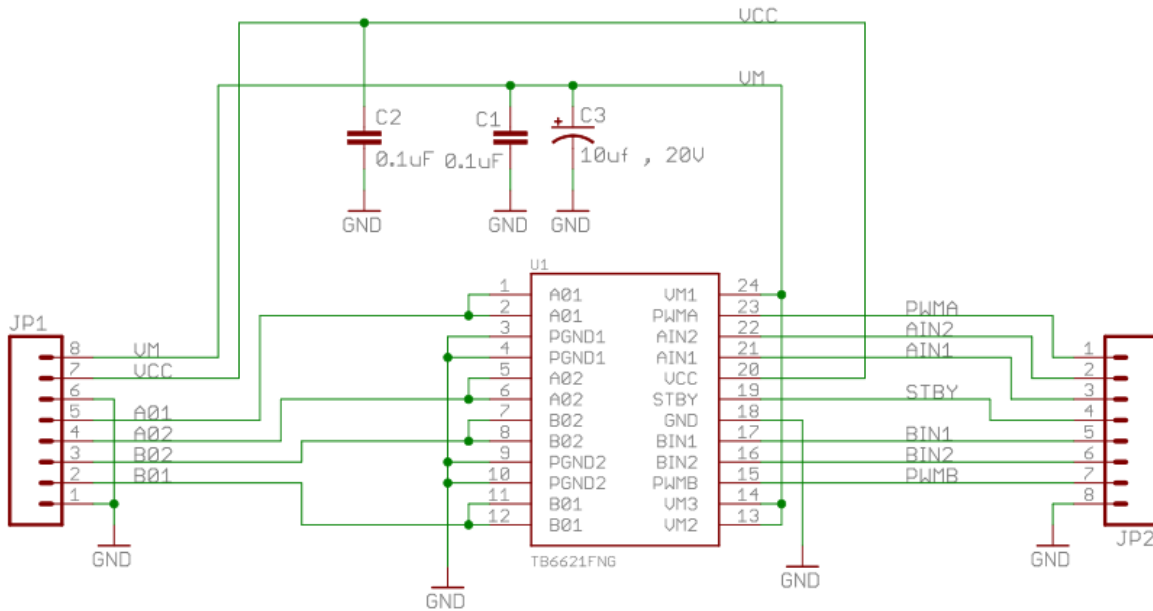 VCC
VM
C2
0.1uF
C1
0.1uF
C3
+
10uf , 20V
GND
GND
GND
U1
1 A01 VM1 24
2 A01 PWMA 23 PWMA
3 PGND1 AIN2 22 AIN2
4 PGND1 AIN1 21 AIN1
5 A02 VCC 20
6 A02 STBY 19 STBY
7 B02 GND 18
8 B02 BIN1 17 BIN1
9 PGND2 BIN2 16 BIN2
10 PGND2 PWMB 15 PWMB
11 B01 VM3 14
12 B01 VM2 13
TB6621FNG
JP1
VM 8
VCC 7
6
A01 5
A02 4
B02 3
B01 2
1
GND
GND
GND
1
2
3
4
5
6
7
8
GND
JP2